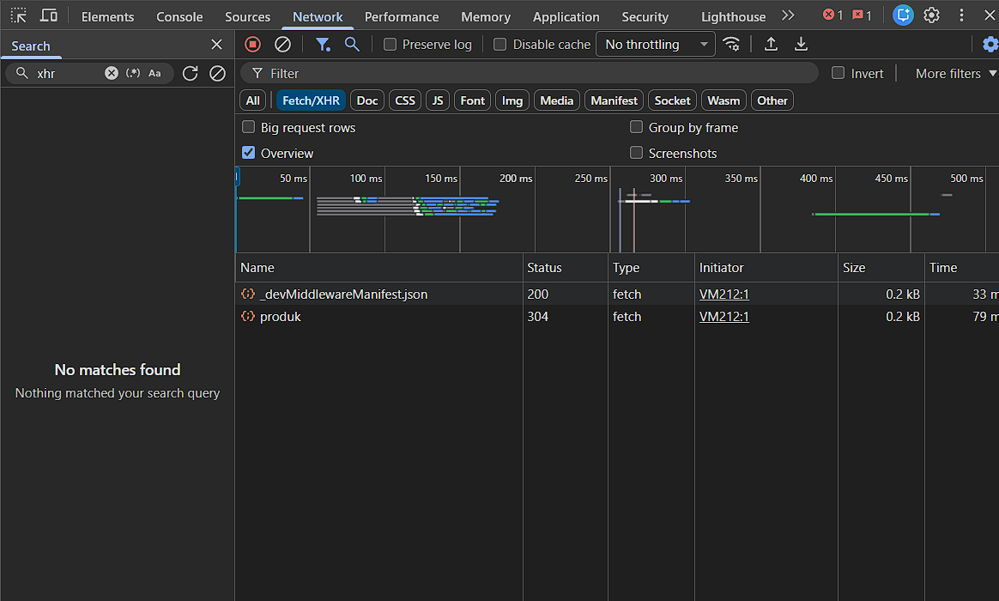 Elements Console Sources Network Performance Memory Application Security Lighthouse 1 1
Search
xhr (.*) Aa
Preserve log Disable cache No throttling
Filter Invert More filters
All Fetch/XHR Doc CSS JS Font Img Media Manifest Socket Wasm Other
Big request rows Group by frame
Overview Screenshots
50 ms 100 ms 150 ms 200 ms 250 ms 300 ms 350 ms 400 ms 450 ms 500 ms
Name Status Type Initiator Size Time
_devMiddlewareManifest.json 200 fetch VM212:1 0.2 kB 33 m
produk 304 fetch VM212:1 0.2 kB 79 m
No matches found
Nothing matched your search query